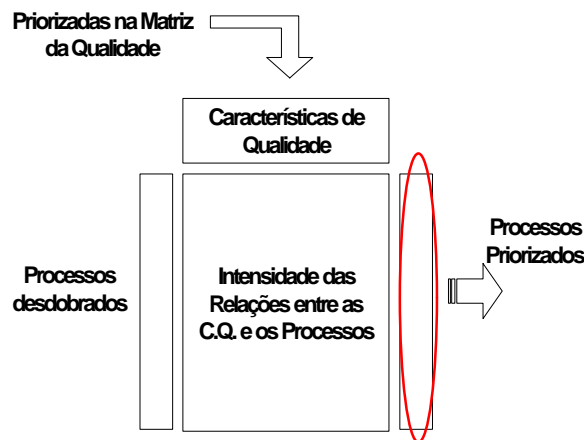 Priorizadas na Matriz
da Qualidade
Características de
Qualidade
Processos
desdobrados
Intensidade das
Relações entre as
C.Q. e os Processos
Processos
Priorizados